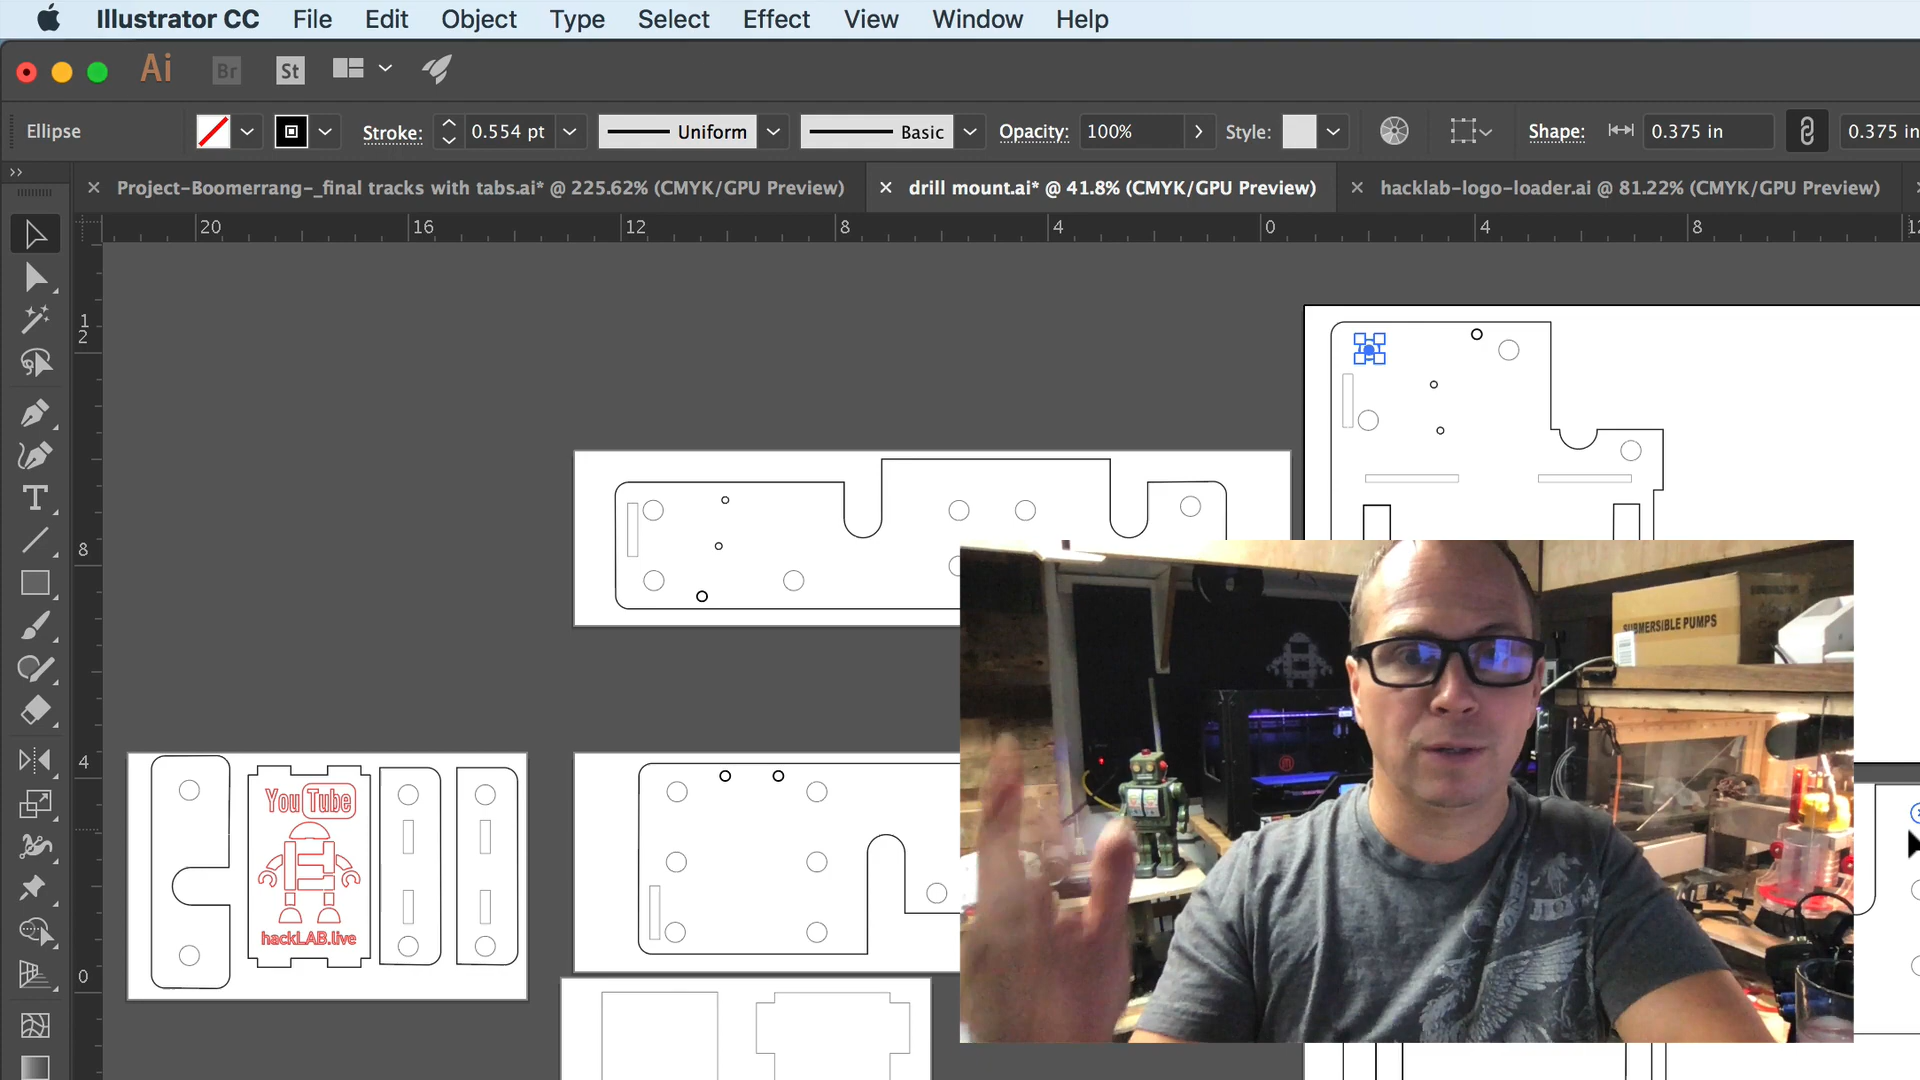 Illustrator CC File Edit Object Type Select Effect View Window Help
Ai Br St
Ellipse Stroke: 0.554 pt Uniform Basic Opacity: 100% Style: Shape: 0.375 in 0.375 in
Project-Boomerrang-_final tracks with tabs.ai* @ 225.62% (CMYK/GPU Preview) drill mount.ai* @ 41.8% (CMYK/GPU Preview) hacklab-logo-loader.ai @ 81.22% (CMYK/GPU Preview)
20 16 12 8 4 0 4 8 12
12
8
4
0
SUBMERSIBLE PUMPS
YouTube
hackLAB.live